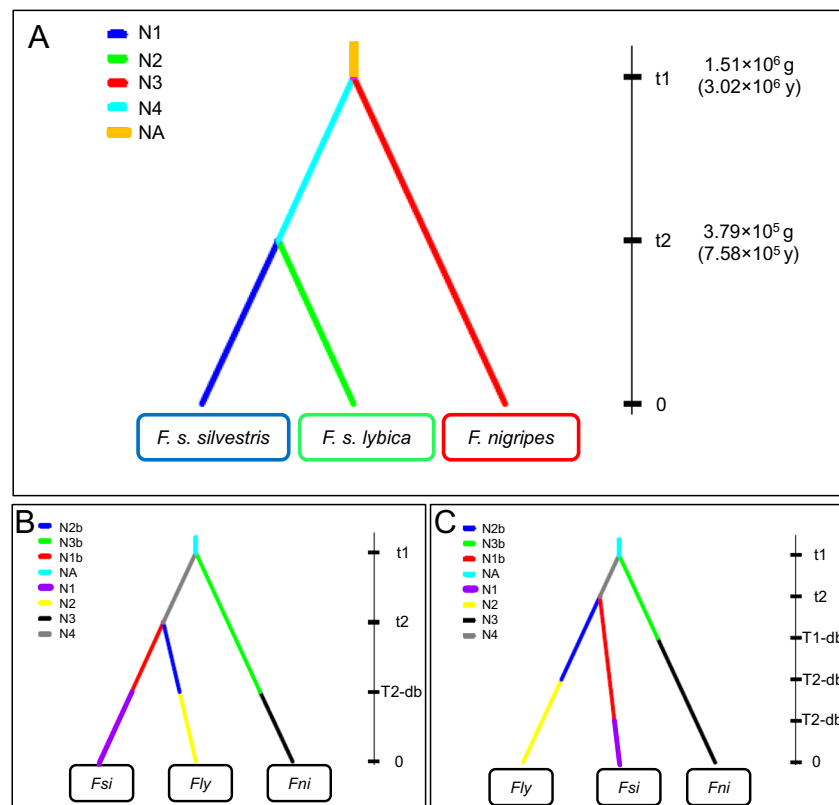 A
N1
N2
N3
N4
NA
t1
1.51×10⁶ g
(3.02×10⁶ y)
t2
3.79×10⁵ g
(7.58×10⁵ y)
0
F. s. silvestris
F. s. lybica
F. nigripes
B
N2b
N3b
N1b
NA
N1
N2
N3
N4
t1
t2
T2-db
0
Fsi
Fly
Fni
C
N2b
N3b
N1b
NA
N1
N2
N3
N4
t1
t2
T1-db
T2-db
T2-db
0
Fly
Fsi
Fni